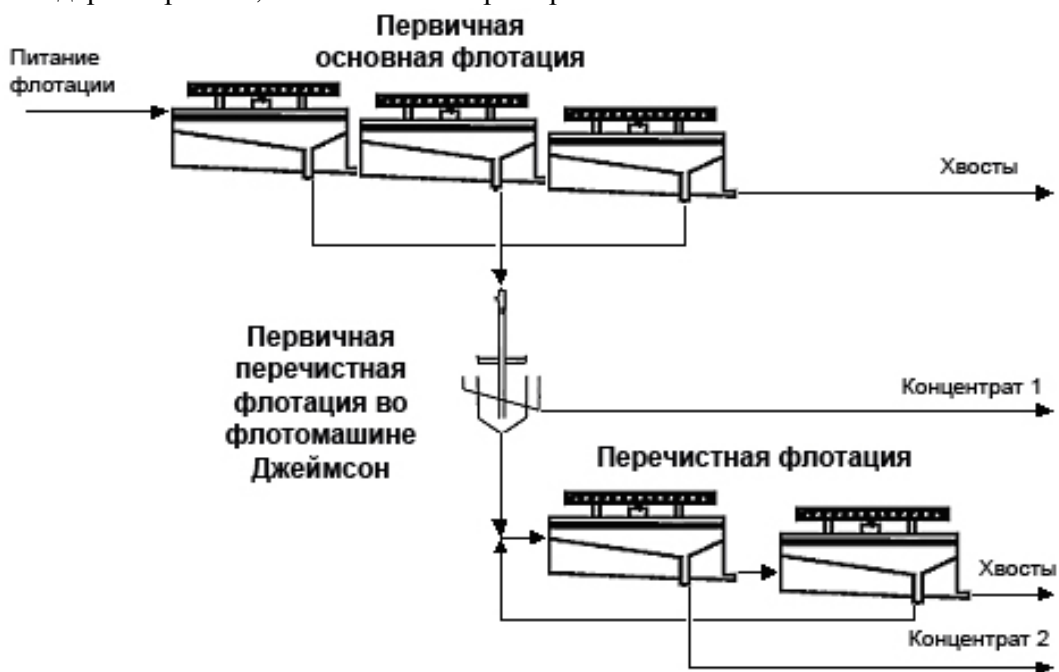 Первичная
основная флотация
Питание
флотации
Хвосты
Первичная
перечистная
флотация во
флотомашине
Джеймсон
Концентрат 1
Перечистная флотация
Хвосты
Концентрат 2